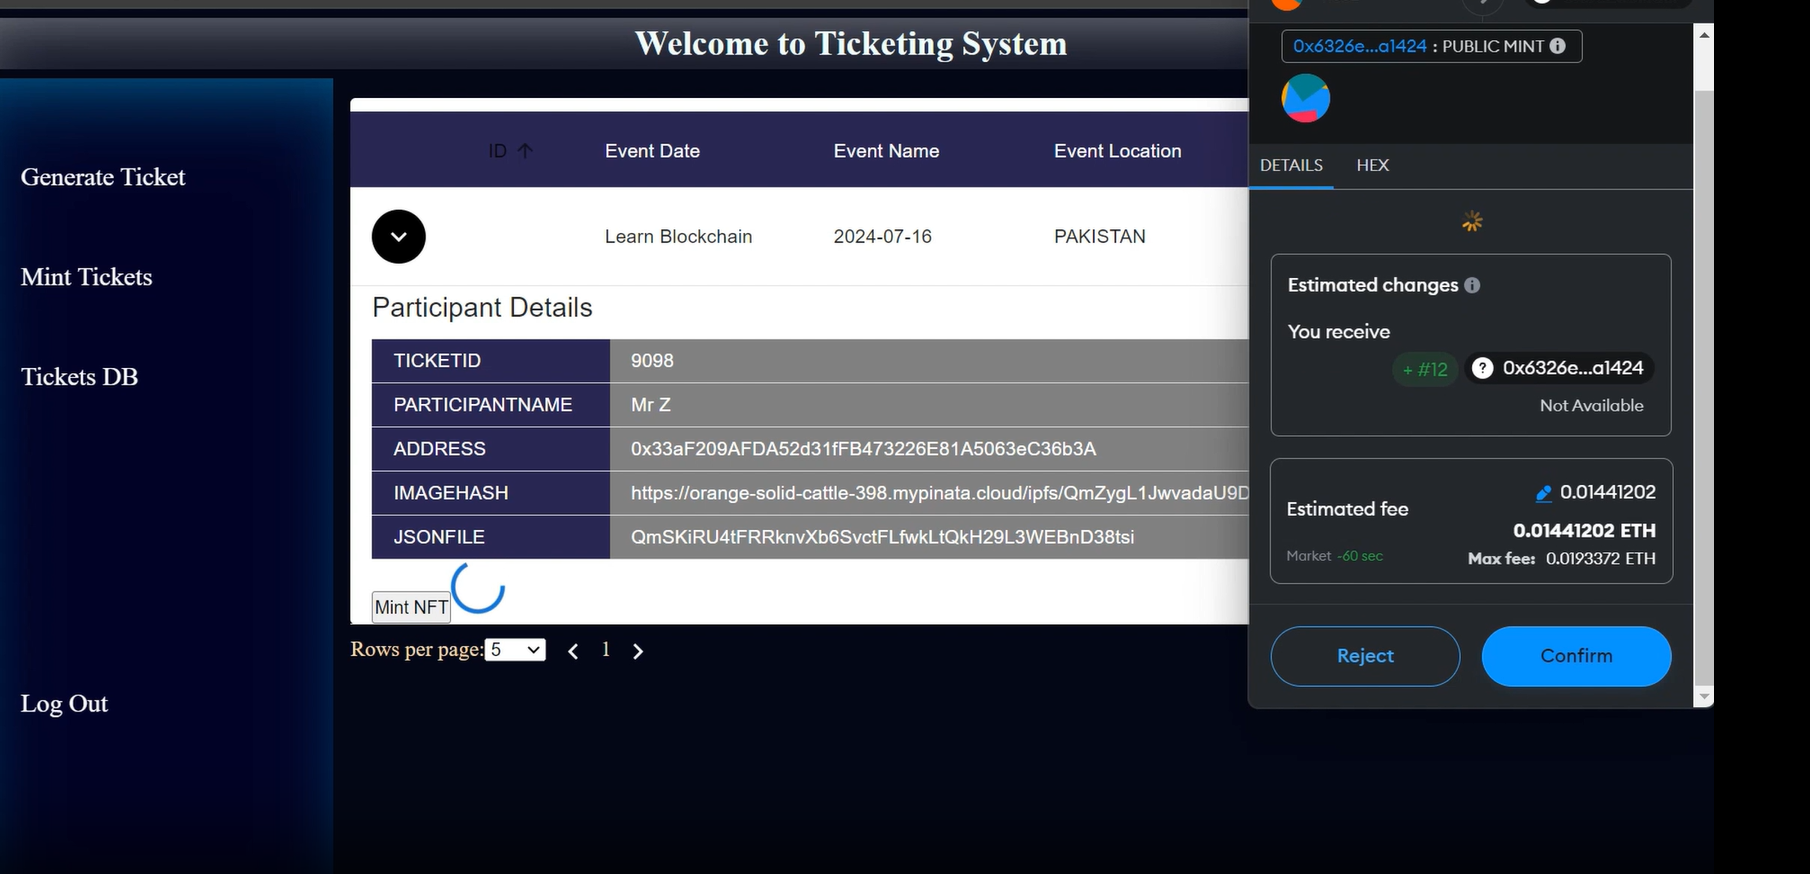 Welcome to Ticketing System
Generate Ticket
Mint Tickets
Tickets DB
Log Out
ID ↑ Event Date Event Name Event Location
Learn Blockchain 2024-07-16 PAKISTAN
Participant Details
TICKETID 9098
PARTICIPANTNAME Mr Z
ADDRESS 0x33aF209AFDA52d31fFB473226E81A5063eC36b3A
IMAGEHASH https://orange-solid-cattle-398.mypinata.cloud/ipfs/QmZygL1JwvadaU9D
JSONFILE QmSKiRU4tFRRknvXb6SvctFLfwkLtQkH29L3WEBnD38tsi
Mint NFT
Rows per page: 5 < 1 >
0x6326e...a1424 : PUBLIC MINT
DETAILS HEX
Estimated changes
You receive
+ #12 ? 0x6326e...a1424
Not Available
Estimated fee 0.01441202
0.01441202 ETH
Market -60 sec Max fee: 0.0193372 ETH
Reject Confirm